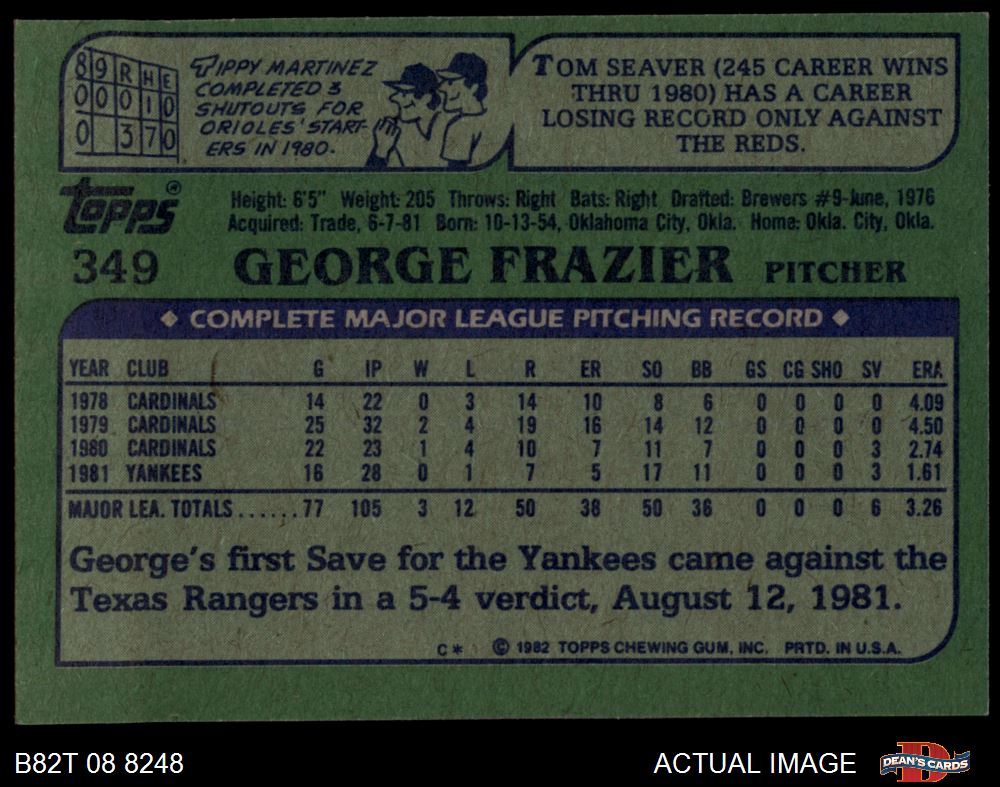 8 9 R H E
0 0 0 1 0
0 3 7 0
TIPPY MARTINEZ
COMPLETED 3
SHUTOUTS FOR
ORIOLES' START-
ERS IN 1980.
TOM SEAVER (245 CAREER WINS
THRU 1980) HAS A CAREER
LOSING RECORD ONLY AGAINST
THE REDS.
Topps®
Height: 6'5" Weight: 205 Throws: Right Bats: Right Drafted: Brewers #9-June, 1976
Acquired: Trade, 6-7-81 Born: 10-13-54, Oklahoma City, Okla. Home: Okla. City, Okla.
349 GEORGE FRAZIER PITCHER
◆ COMPLETE MAJOR LEAGUE PITCHING RECORD ◆
YEAR CLUB G IP W L R ER SO BB GS CG SHO SV ERA
1978 CARDINALS 14 22 0 3 14 10 8 6 0 0 0 0 4.09
1979 CARDINALS 25 32 2 4 19 16 14 12 0 0 0 0 4.50
1980 CARDINALS 22 23 1 4 10 7 11 7 0 0 0 3 2.74
1981 YANKEES 16 28 0 1 7 5 17 11 0 0 0 3 1.61
MAJOR LEA. TOTALS......77 105 3 12 50 38 50 36 0 0 0 6 3.26
George's first Save for the Yankees came against the
Texas Rangers in a 5-4 verdict, August 12, 1981.
C* © 1982 TOPPS CHEWING GUM, INC. PRTD. IN U.S.A.
B82T 08 8248
ACTUAL IMAGE
D
DEAN'S CARDS